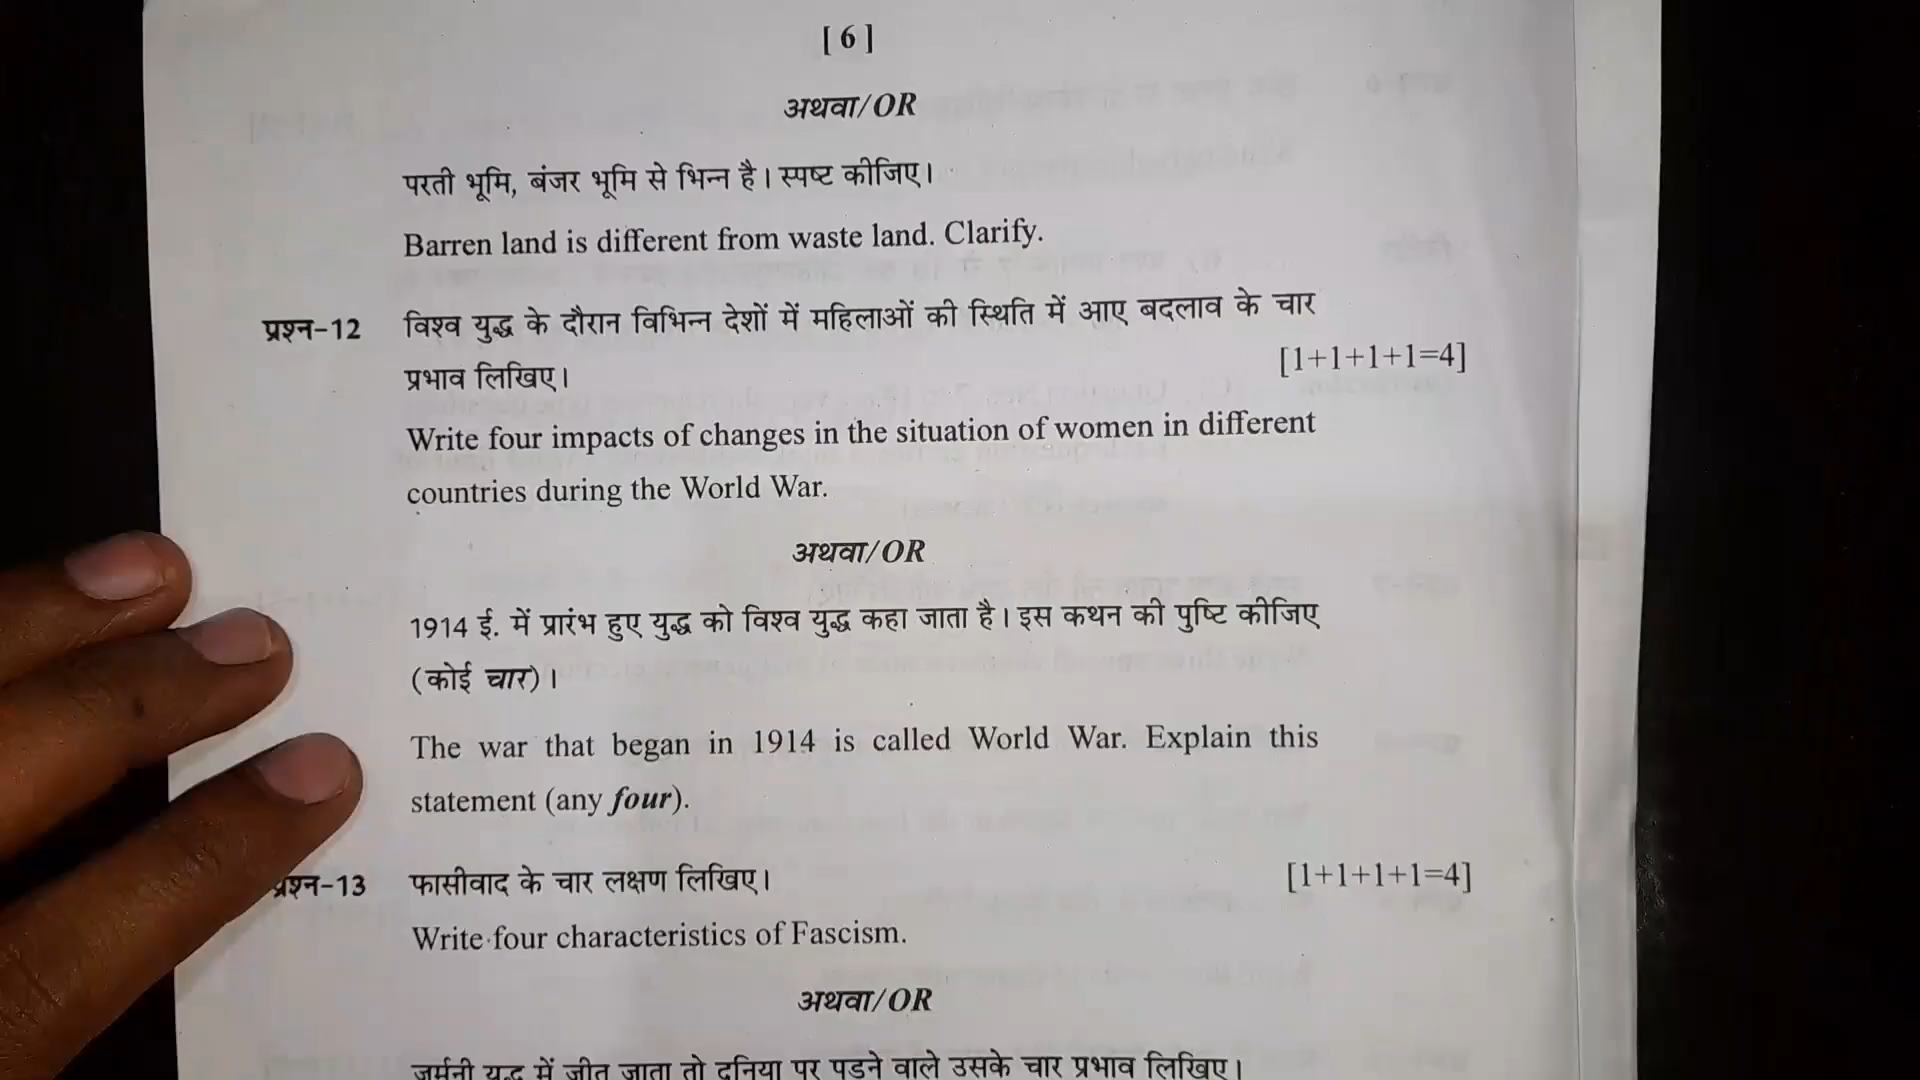 [ 6 ]
अथवा/OR
परती भूमि, बंजर भूमि से भिन्न है। स्पष्ट कीजिए।
Barren land is different from waste land. Clarify.
प्रश्न-12 विश्व युद्ध के दौरान विभिन्न देशों में महिलाओं की स्थिति में आए बदलाव के चार
प्रभाव लिखिए। [1+1+1+1=4]
Write four impacts of changes in the situation of women in different
countries during the World War.
अथवा/OR
1914 ई. में प्रारंभ हुए युद्ध को विश्व युद्ध कहा जाता है। इस कथन की पुष्टि कीजिए
(कोई चार)।
The war that began in 1914 is called World War. Explain this
statement (any four).
प्रश्न-13 फासीवाद के चार लक्षण लिखिए। [1+1+1+1=4]
Write four characteristics of Fascism.
अथवा/OR
जर्मनी युद्ध में जीत जाता तो दुनिया पर पड़ने वाले उसके चार प्रभाव लिखिए।